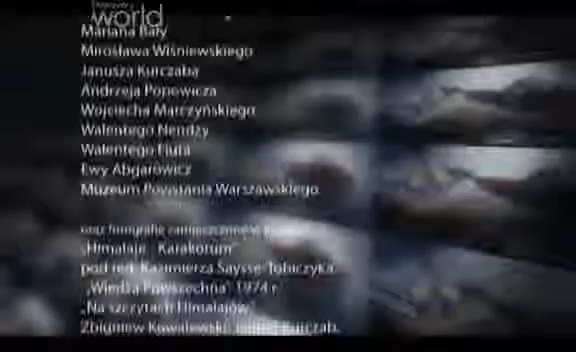 Discovery
world
Mariana Bały
Mirosława Wiśniewskiego
Janusza Kurczaba
Andrzeja Popowicza
Wojciecha Marczyńskiego
Walentego Nendzy
Walentego Fiuta
Ewy Abgarowicz
Muzeum Powstania Warszawskiego
oraz fotografie zamieszczone w
„Himalaje Karakorum”
pod red. Kazimierza Saysse-Tobiczyka
„Wiedza Powszechna” 1974 r
„Na szczytach Himalajów”
Zbigniew Kowalewski,